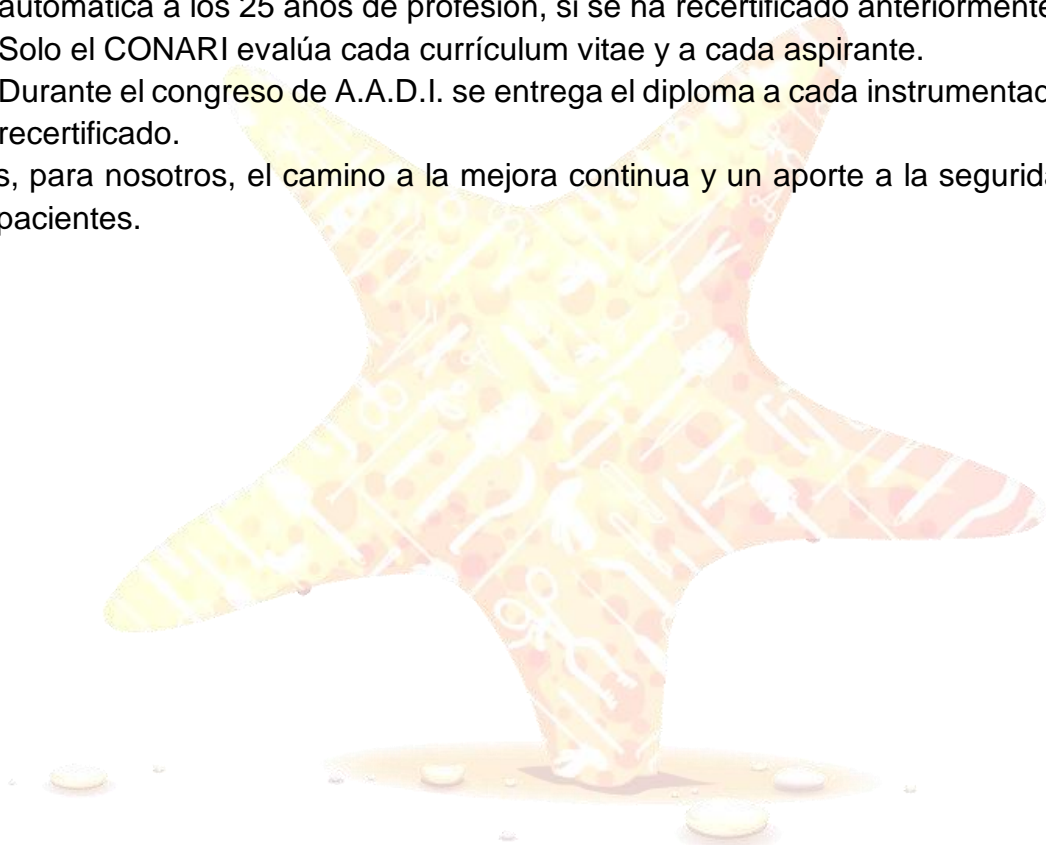 automática a los 25 años de profesión, si se ha recertificado anteriormente
Solo el CONARI evalúa cada currículum vitae y a cada aspirante.
Durante el congreso de A.A.D.I. se entrega el diploma a cada
recertificado.
para nosotros, el camino a la mejora continua y un aporte a la
pacientes.